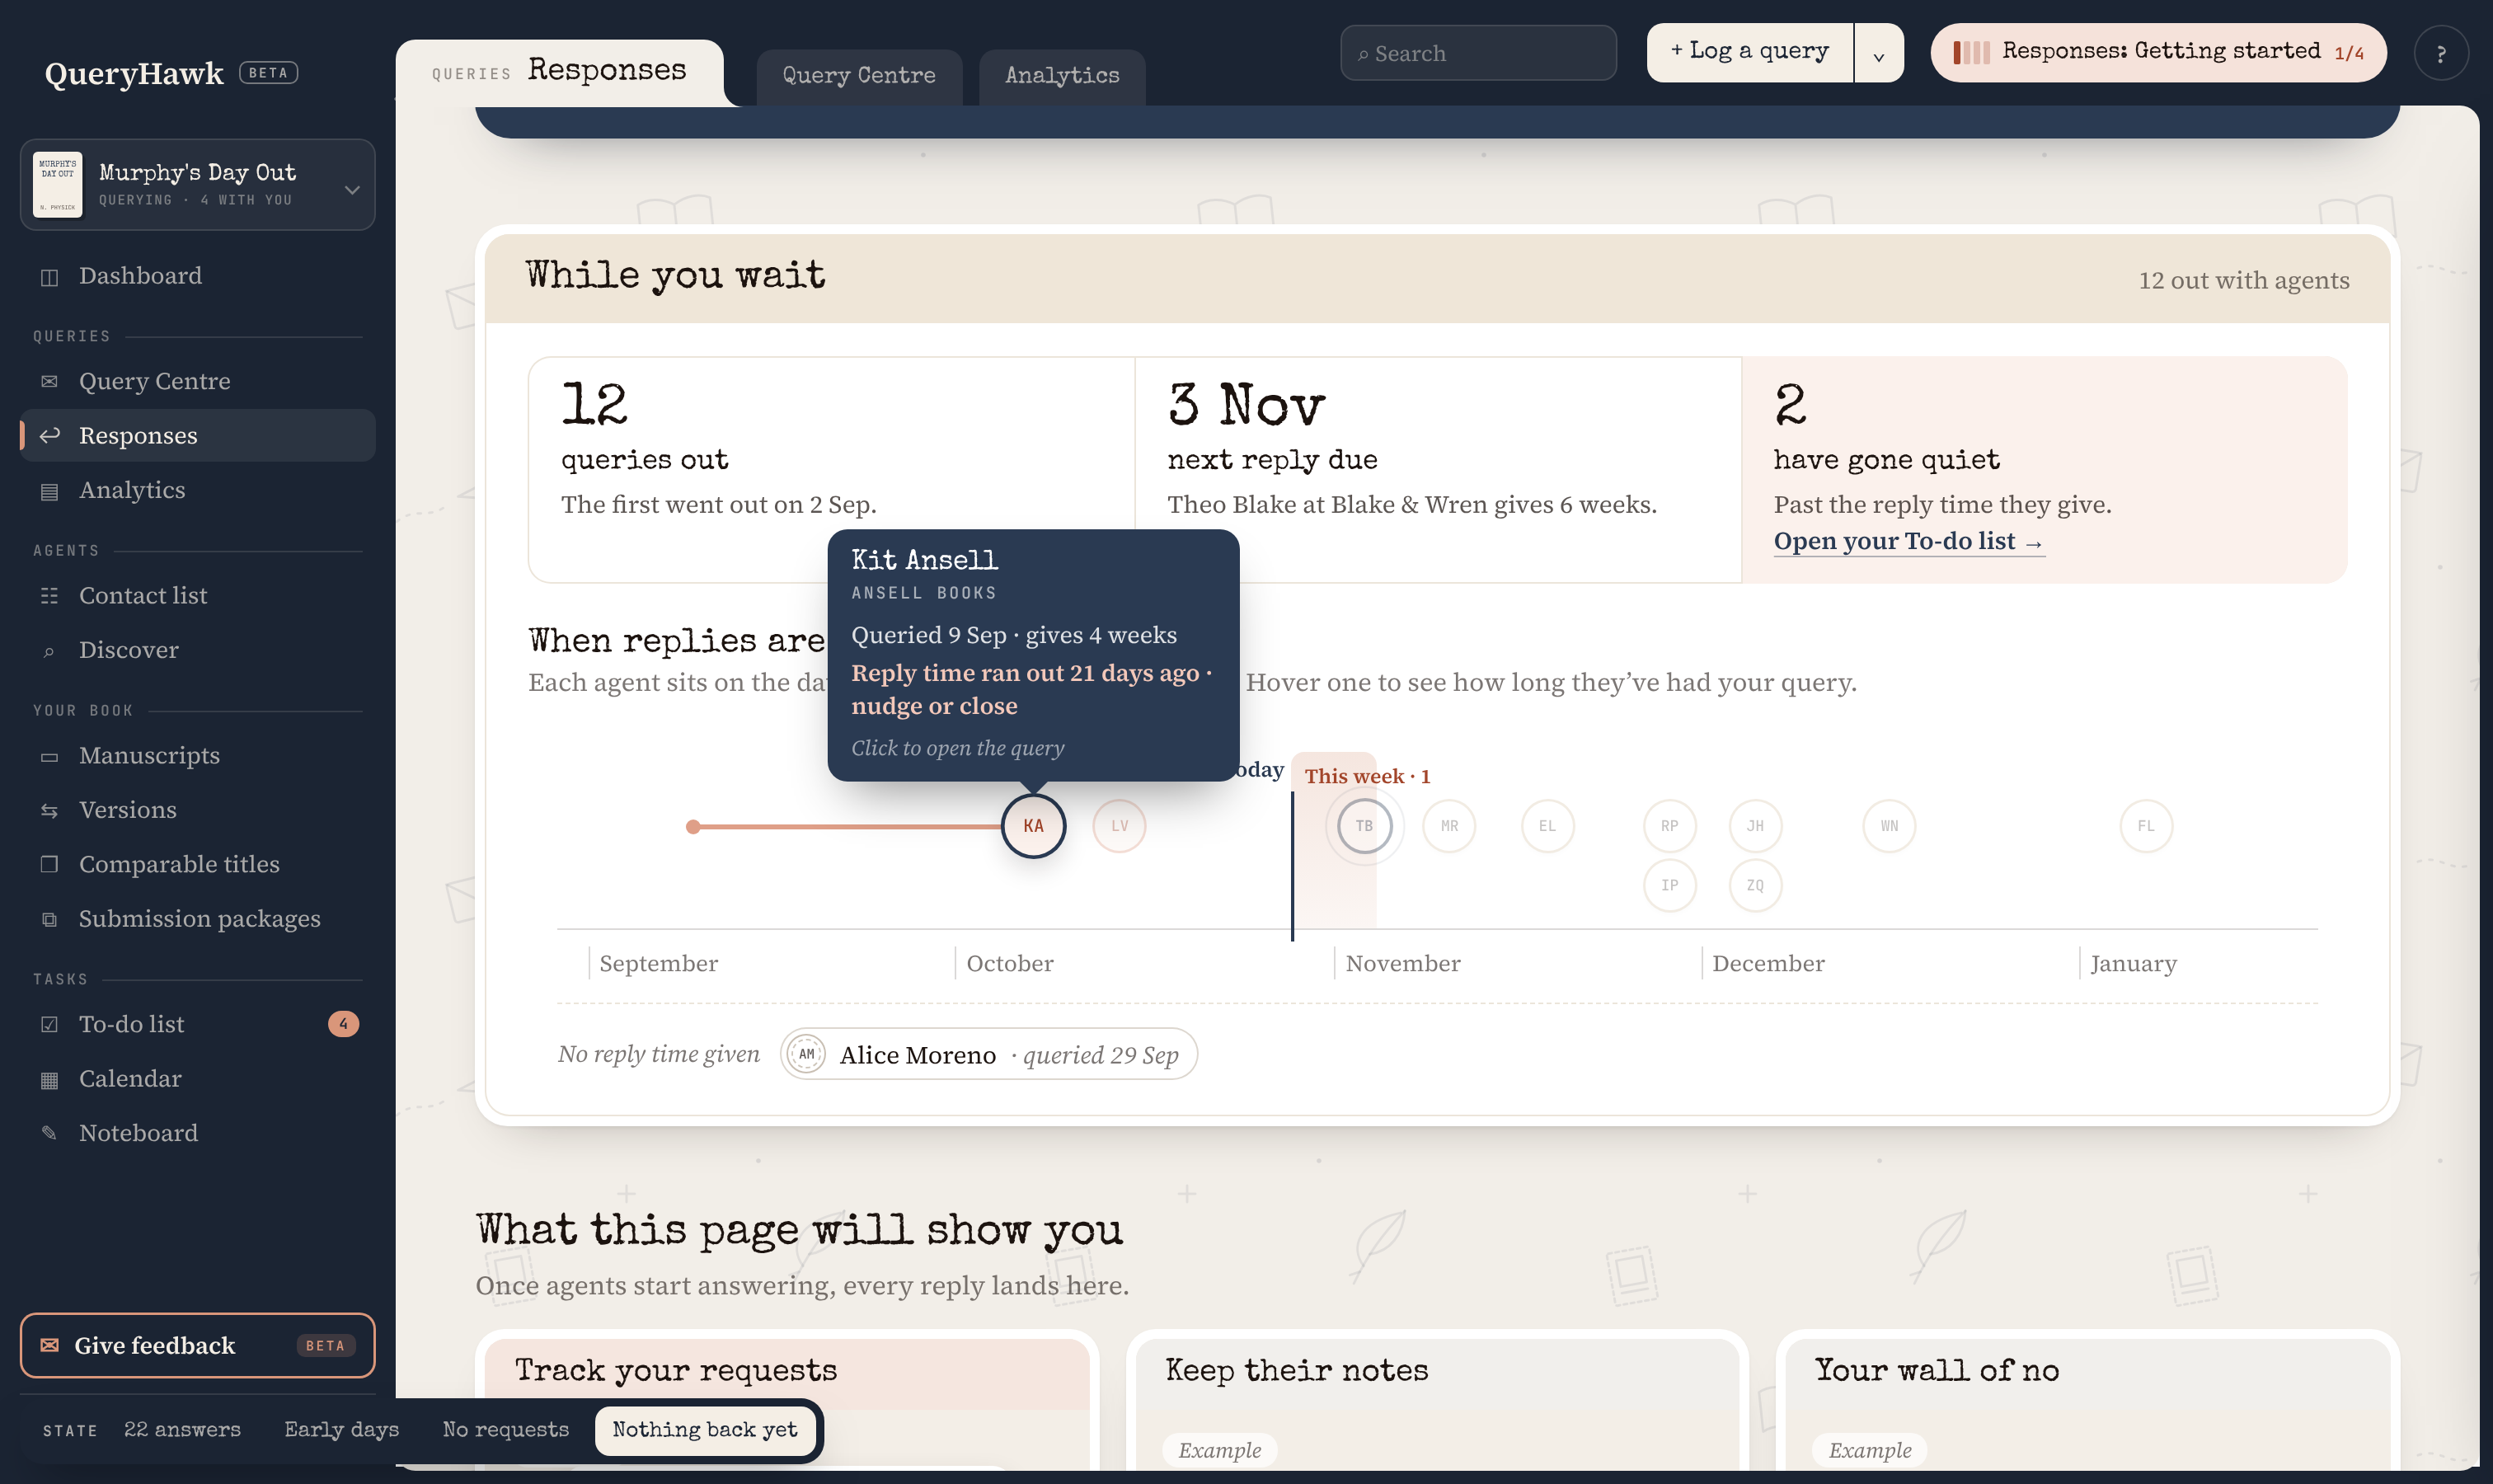 QueryHawk BETA
QUERIES Responses
Query Centre
Analytics
Search
+ Log a query
Responses: Getting started 1/4
?
MURPHY'S DAY OUT
N. PHYSICK
Murphy's Day Out
QUERYING · 4 WITH YOU
Dashboard
QUERIES
Query Centre
Responses
Analytics
AGENTS
Contact list
Discover
YOUR BOOK
Manuscripts
Versions
Comparable titles
Submission packages
TASKS
To-do list 4
Calendar
Noteboard
Give feedback BETA
While you wait
12 out with agents
12
queries out
The first went out on 2 Sep.
3 Nov
next reply due
Theo Blake at Blake & Wren gives 6 weeks.
2
have gone quiet
Past the reply time they give.
Open your To-do list →
When replies are
Each agent sits on the
Hover one to see how long they've had your query.
Kit Ansell
ANSELL BOOKS
Queried 9 Sep · gives 4 weeks
Reply time ran out 21 days ago ·
nudge or close
Click to open the query
oday
This week · 1
KA LV TB MR EL RP JH WN FL
IP ZQ
September October November December January
No reply time given AM Alice Moreno · queried 29 Sep
What this page will show you
Once agents start answering, every reply lands here.
Track your requests
Keep their notes
Example
Your wall of no
Example
STATE 22 answers Early days No requests Nothing back yet